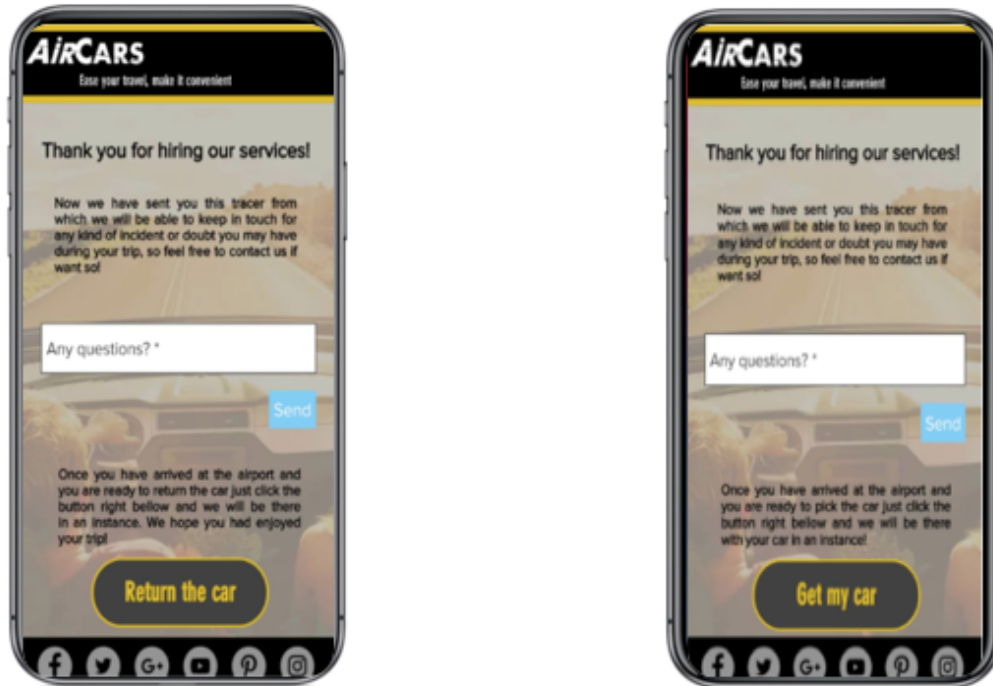 AiRCARS
Ease your travel, make it convenient
Thank you for hiring our services!
Now we have sent you this tracer from
which we will be able to keep in touch for
any kind of incident or doubt you may have
during your trip, so feel free to contact us if
want so!
Any questions? *
Send
Once you have arrived at the airport and
you are ready to return the car just click the
button right bellow and we will be there
in an instance. We hope you had enjoyed
your trip!
Return the car
f
G+
AiRCARS
Ease your travel, make it convenient
Thank you for hiring our services!
Now we have sent you this tracer from
which we will be able to keep in touch for
any kind of incident or doubt you may have
during your trip, so feel free to contact us if
want so!
Any questions? *
Send
Once you have arrived at the airport and
you are ready to pick the car just click the
button right bellow and we will be there
with your car in an instance!
Get my car
f
G+